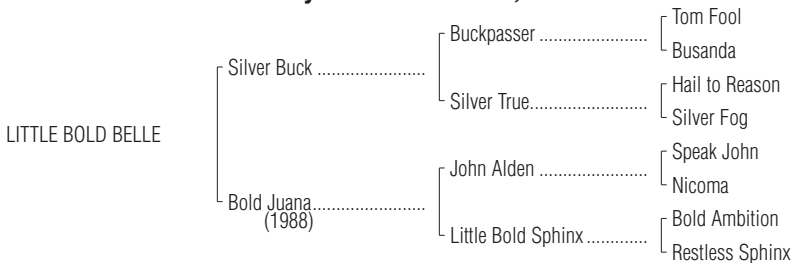 Tom Fool
Buckpasser ........................
Busanda
Silver Buck ........................
Hail to Reason
Silver True..........................
Silver Fog
LITTLE BOLD BELLE
Speak John
John Alden ........................
Nicoma
Bold Juana.........................
(1988)
Bold Ambition
Little Bold Sphinx .............
Restless Sphinx